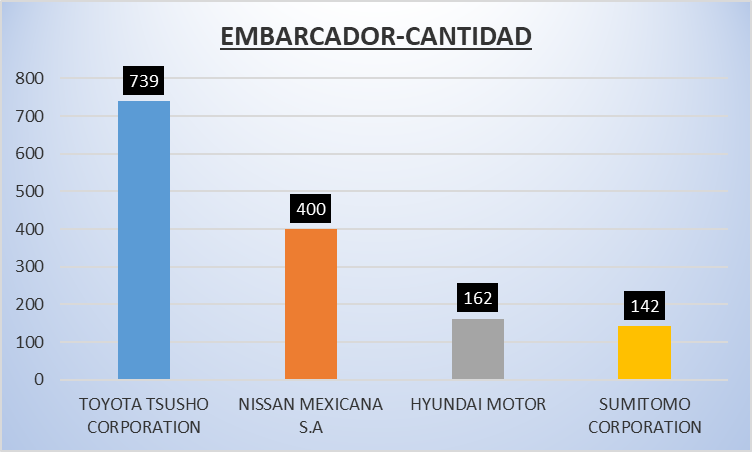 EMBARCADOR-CANTIDAD
800
700
600
500
400
300
200
100
0
739
400
162
142
TOYOTA TSUSHO
CORPORATION
NISSAN MEXICANA
S.A
HYUNDAI MOTOR
SUMITOMO
CORPORATION